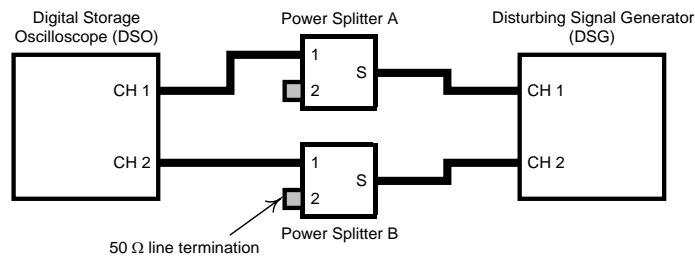 Digital Storage
Oscilloscope (DSO)
Power Splitter A
Disturbing Signal Generator
(DSG)
1
S
2
CH 1
CH 1
CH 2
1
S
2
CH 2
50 Ω line termination
Power Splitter B